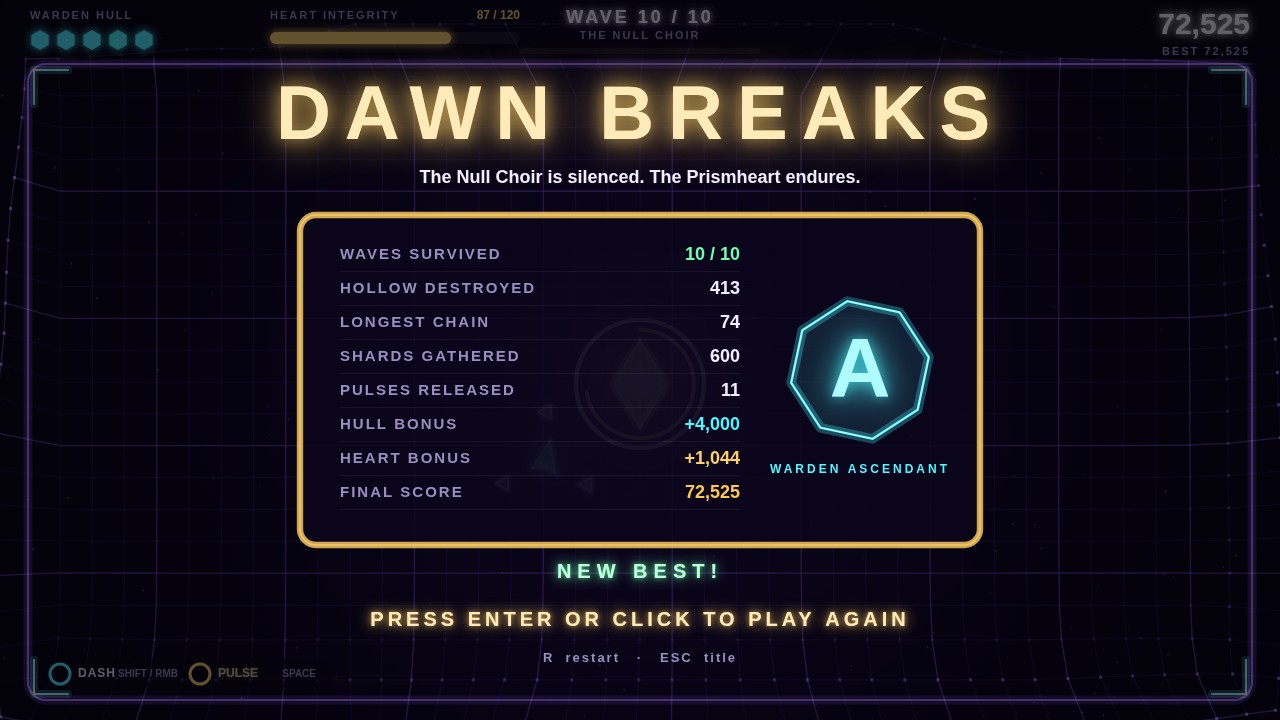 WARDEN HULL
HEART INTEGRITY 87 / 120
WAVE 10 / 10
THE NULL CHOIR
72,525
BEST 72,525
DAWN BREAKS
The Null Choir is silenced. The Prismheart endures.
WAVES SURVIVED 10 / 10
HOLLOW DESTROYED 413
LONGEST CHAIN 74
SHARDS GATHERED 600
PULSES RELEASED 11
HULL BONUS +4,000
HEART BONUS +1,044
FINAL SCORE 72,525
A
WARDEN ASCENDANT
NEW BEST!
PRESS ENTER OR CLICK TO PLAY AGAIN
R restart · ESC title
DASH SHIFT / RMB PULSE SPACE